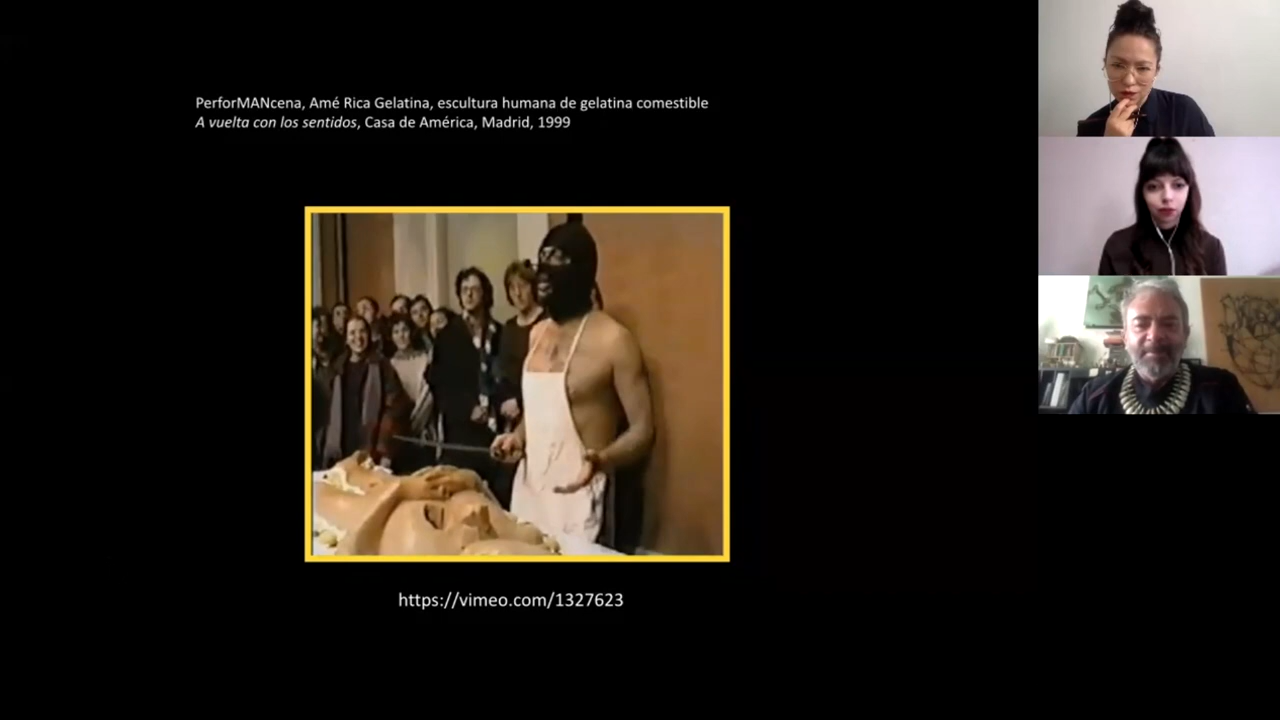 PerforMANcena, Amé Rica Gelatina, escultura humana de gelatina comestible
A vuelta con los sentidos, Casa de América, Madrid, 1999
https://vimeo.com/1327623